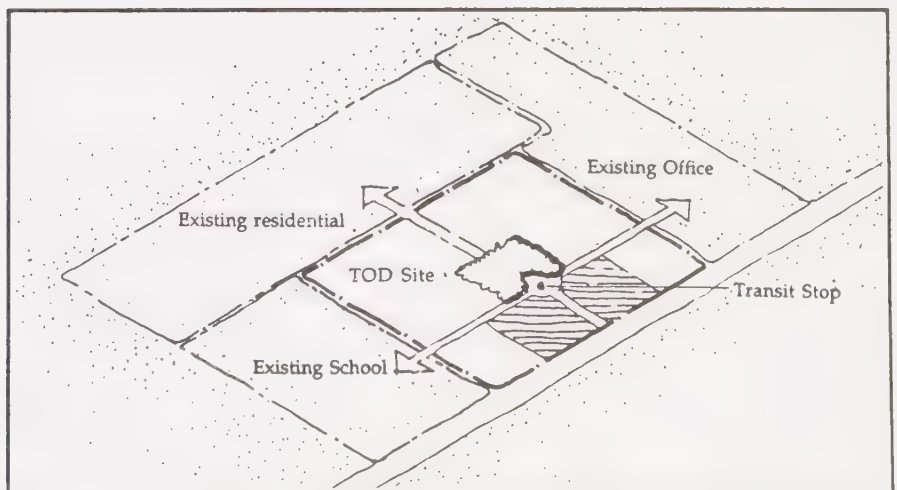 Existing Office
Existing residential
TOD Site
Transit Stop
Existing School